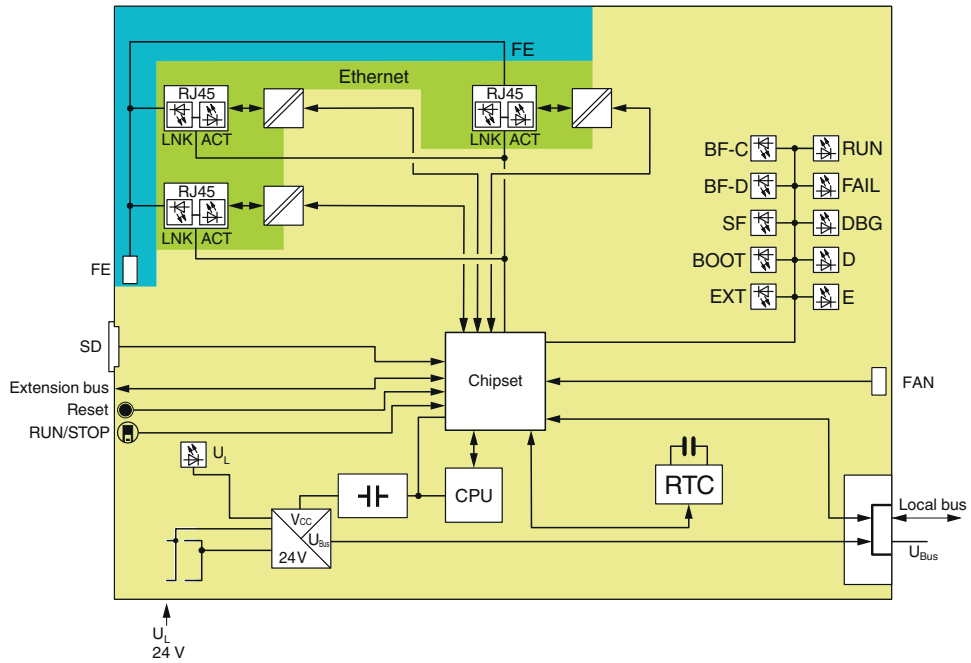 FE
Ethernet
RJ45
LNK ACT
RJ45
LNK ACT
RJ45
LNK ACT
FE
BF-C
RUN
BF-D
FAIL
SF
DBG
BOOT
D
EXT
E
SD
Extension bus
Reset
RUN/STOP
Chipset
FAN
UL
CPU
RTC
VCC
UBus
24 V
Local bus
UBus
UL
24 V